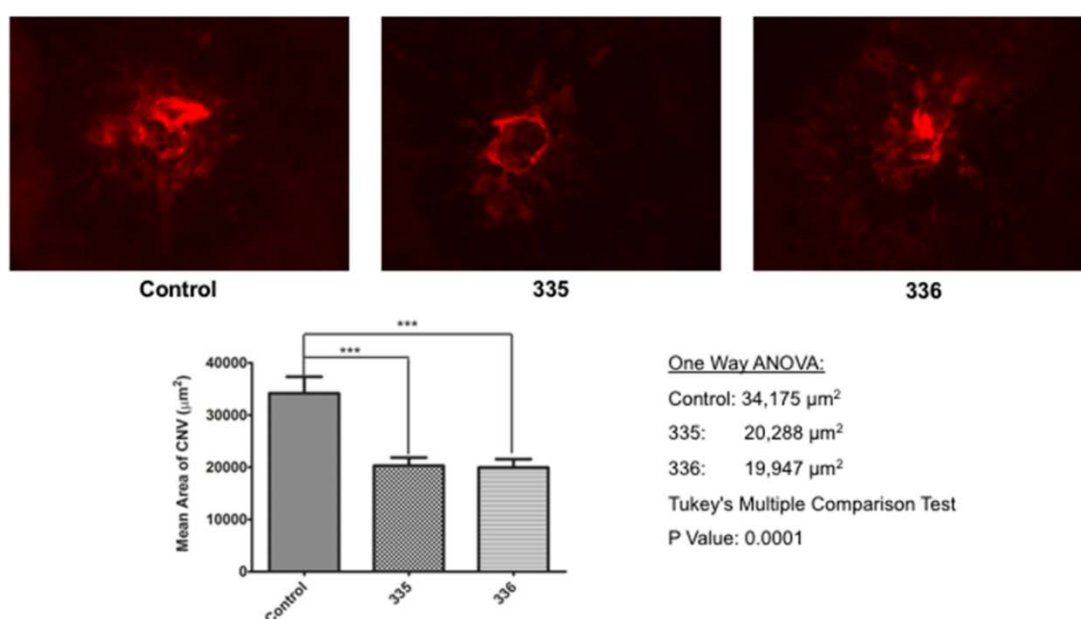 Control
335
336
***
***
Mean Area of CNV (μm²)
40000
30000
20000
10000
0
Control
335
336
One Way ANOVA:
Control: 34,175 μm²
335: 20,288 μm²
336: 19,947 μm²
Tukey's Multiple Comparison Test
P Value: 0.0001